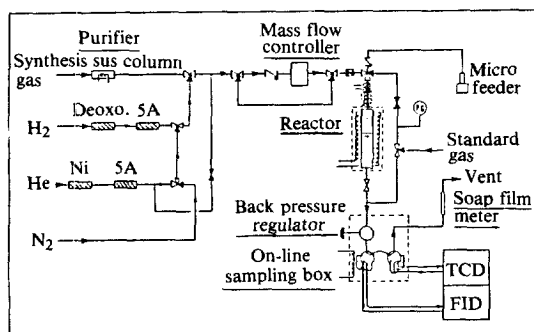 Purifier
Synthesis sus column
gas
Mass flow
controller
Micro
feeder
H₂
Deoxo. 5A
PG
Reactor
Standard
gas
He
Ni
5A
Vent
Soap film
meter
Back pressure
regulator
N₂
On-line
sampling box
TCD
FID